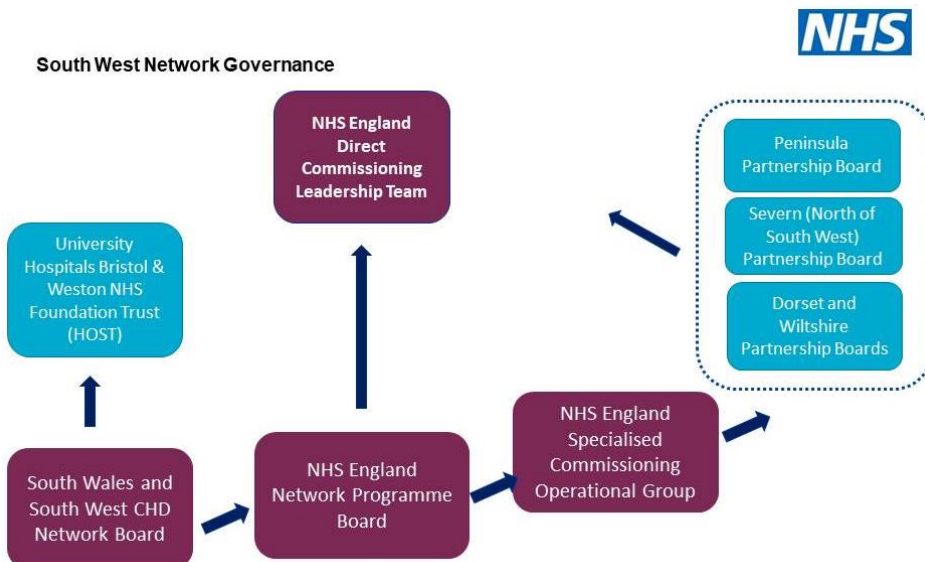 NHS
South West Network Governance
NHS England
Direct
Commissioning
Leadership Team
Peninsula
Partnership Board
Severn (North of
South West)
Partnership Board
Dorset and
Wiltshire
Partnership Boards
University
Hospitals Bristol &
Weston NHS
Foundation Trust
(HOST)
South Wales and
South West CHD
Network Board
NHS England
Network Programme
Board
NHS England
Specialised
Commissioning
Operational Group